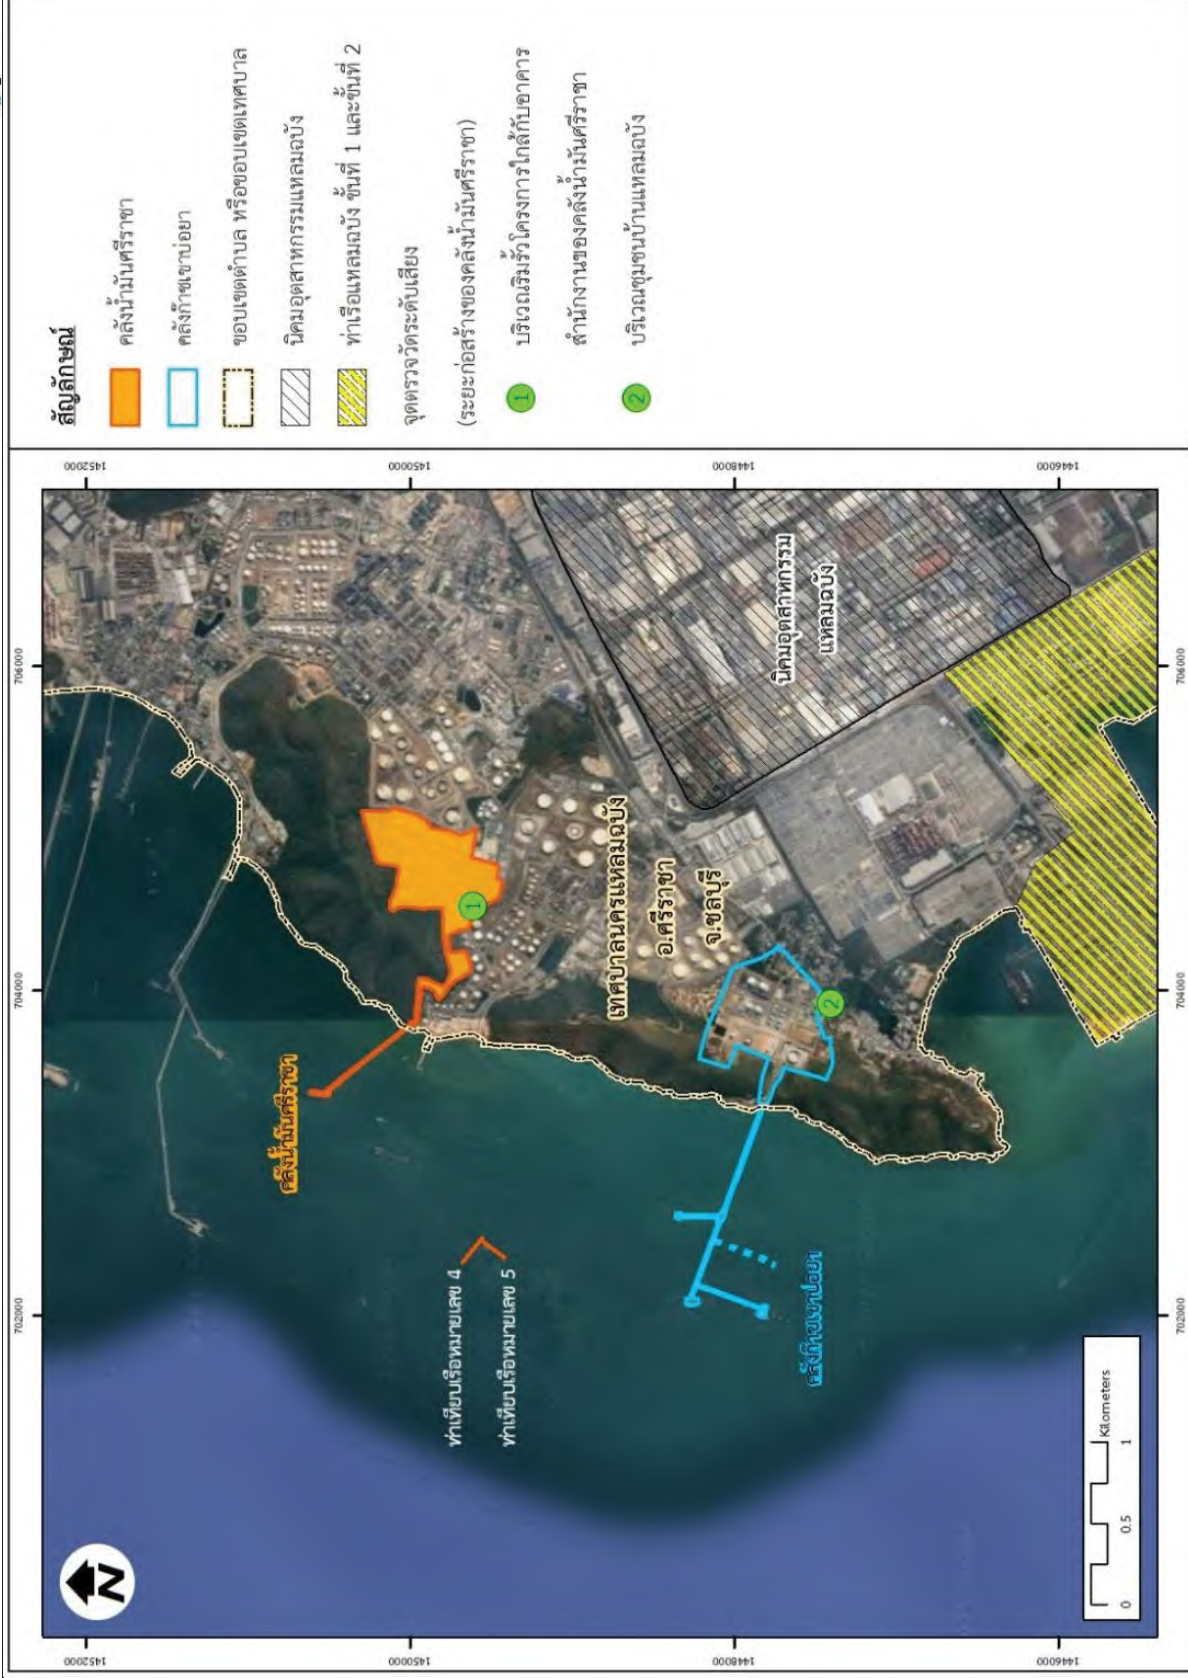 สัญลักษณ์
คลังน้ำมันศรีราชา
คลังก๊าซเขาบ่อยา
ขอบเขตตำบล หรือขอบเขตเทศบาล
นิคมอุตสาหกรรมแหลมฉบัง
ท่าเรือแหลมฉบัง ขั้นที่ 1 และขั้นที่ 2
จุดตรวจวัดระดับเสียง
(ระยะก่อสร้างของคลังน้ำมันศรีราชา)
1 บริเวณริมรั้วโครงการใกล้กับอาคาร
สำนักงานของคลังน้ำมันศรีราชา
2 บริเวณชุมชนบ้านแหลมฉบัง
702000 704000 706000
1452000 1452000
1450000 1450000
1448000 1448000
1446000 1446000
702000 704000 706000
N
คลังน้ำมันศรีราชา
1
ท่าเทียบเรือหมายเลข 4
ท่าเทียบเรือหมายเลข 5
เทศบาลนครแหลมฉบัง
อ.ศรีราชา
จ.ชลบุรี
นิคมอุตสาหกรรม
แหลมฉบัง
2
คลังก๊าซเขาบ่อยา
Kilometers
0 0.5 1